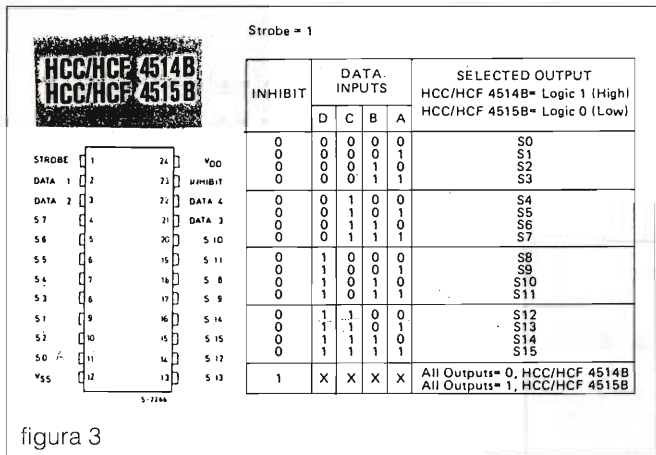 Strobe = 1
HCC/HCF 4514B
HCC/HCF 4515B
INHIBIT
DATA INPUTS
D C B A
SELECTED OUTPUT
HCC/HCF 4514B= Logic 1 (High)
HCC/HCF 4515B= Logic 0 (Low)
0 0 0 0 0 S0
0 0 0 0 1 S1
0 0 0 1 0 S2
0 0 0 1 1 S3
0 0 1 0 0 S4
0 0 1 0 1 S5
0 0 1 1 0 S6
0 0 1 1 1 S7
0 1 0 0 0 S8
0 1 0 0 1 S9
0 1 0 1 0 S10
0 1 0 1 1 S11
0 1 1 0 0 S12
0 1 1 0 1 S13
0 1 1 1 0 S14
0 1 1 1 1 S15
1 X X X X All Outputs= 0, HCC/HCF 4514B
All Outputs= 1, HCC/HCF 4515B
STROBE 1 24 VDD
DATA 1 2 23 INHIBIT
DATA 2 3 22 DATA 4
S7 4 21 DATA 3
S6 5 20 S10
S5 6 19 S11
S4 7 18 S8
S3 8 17 S9
S1 9 16 S14
S2 10 15 S15
S0 11 14 S12
VSS 12 13 S13
S-2266
figura 3